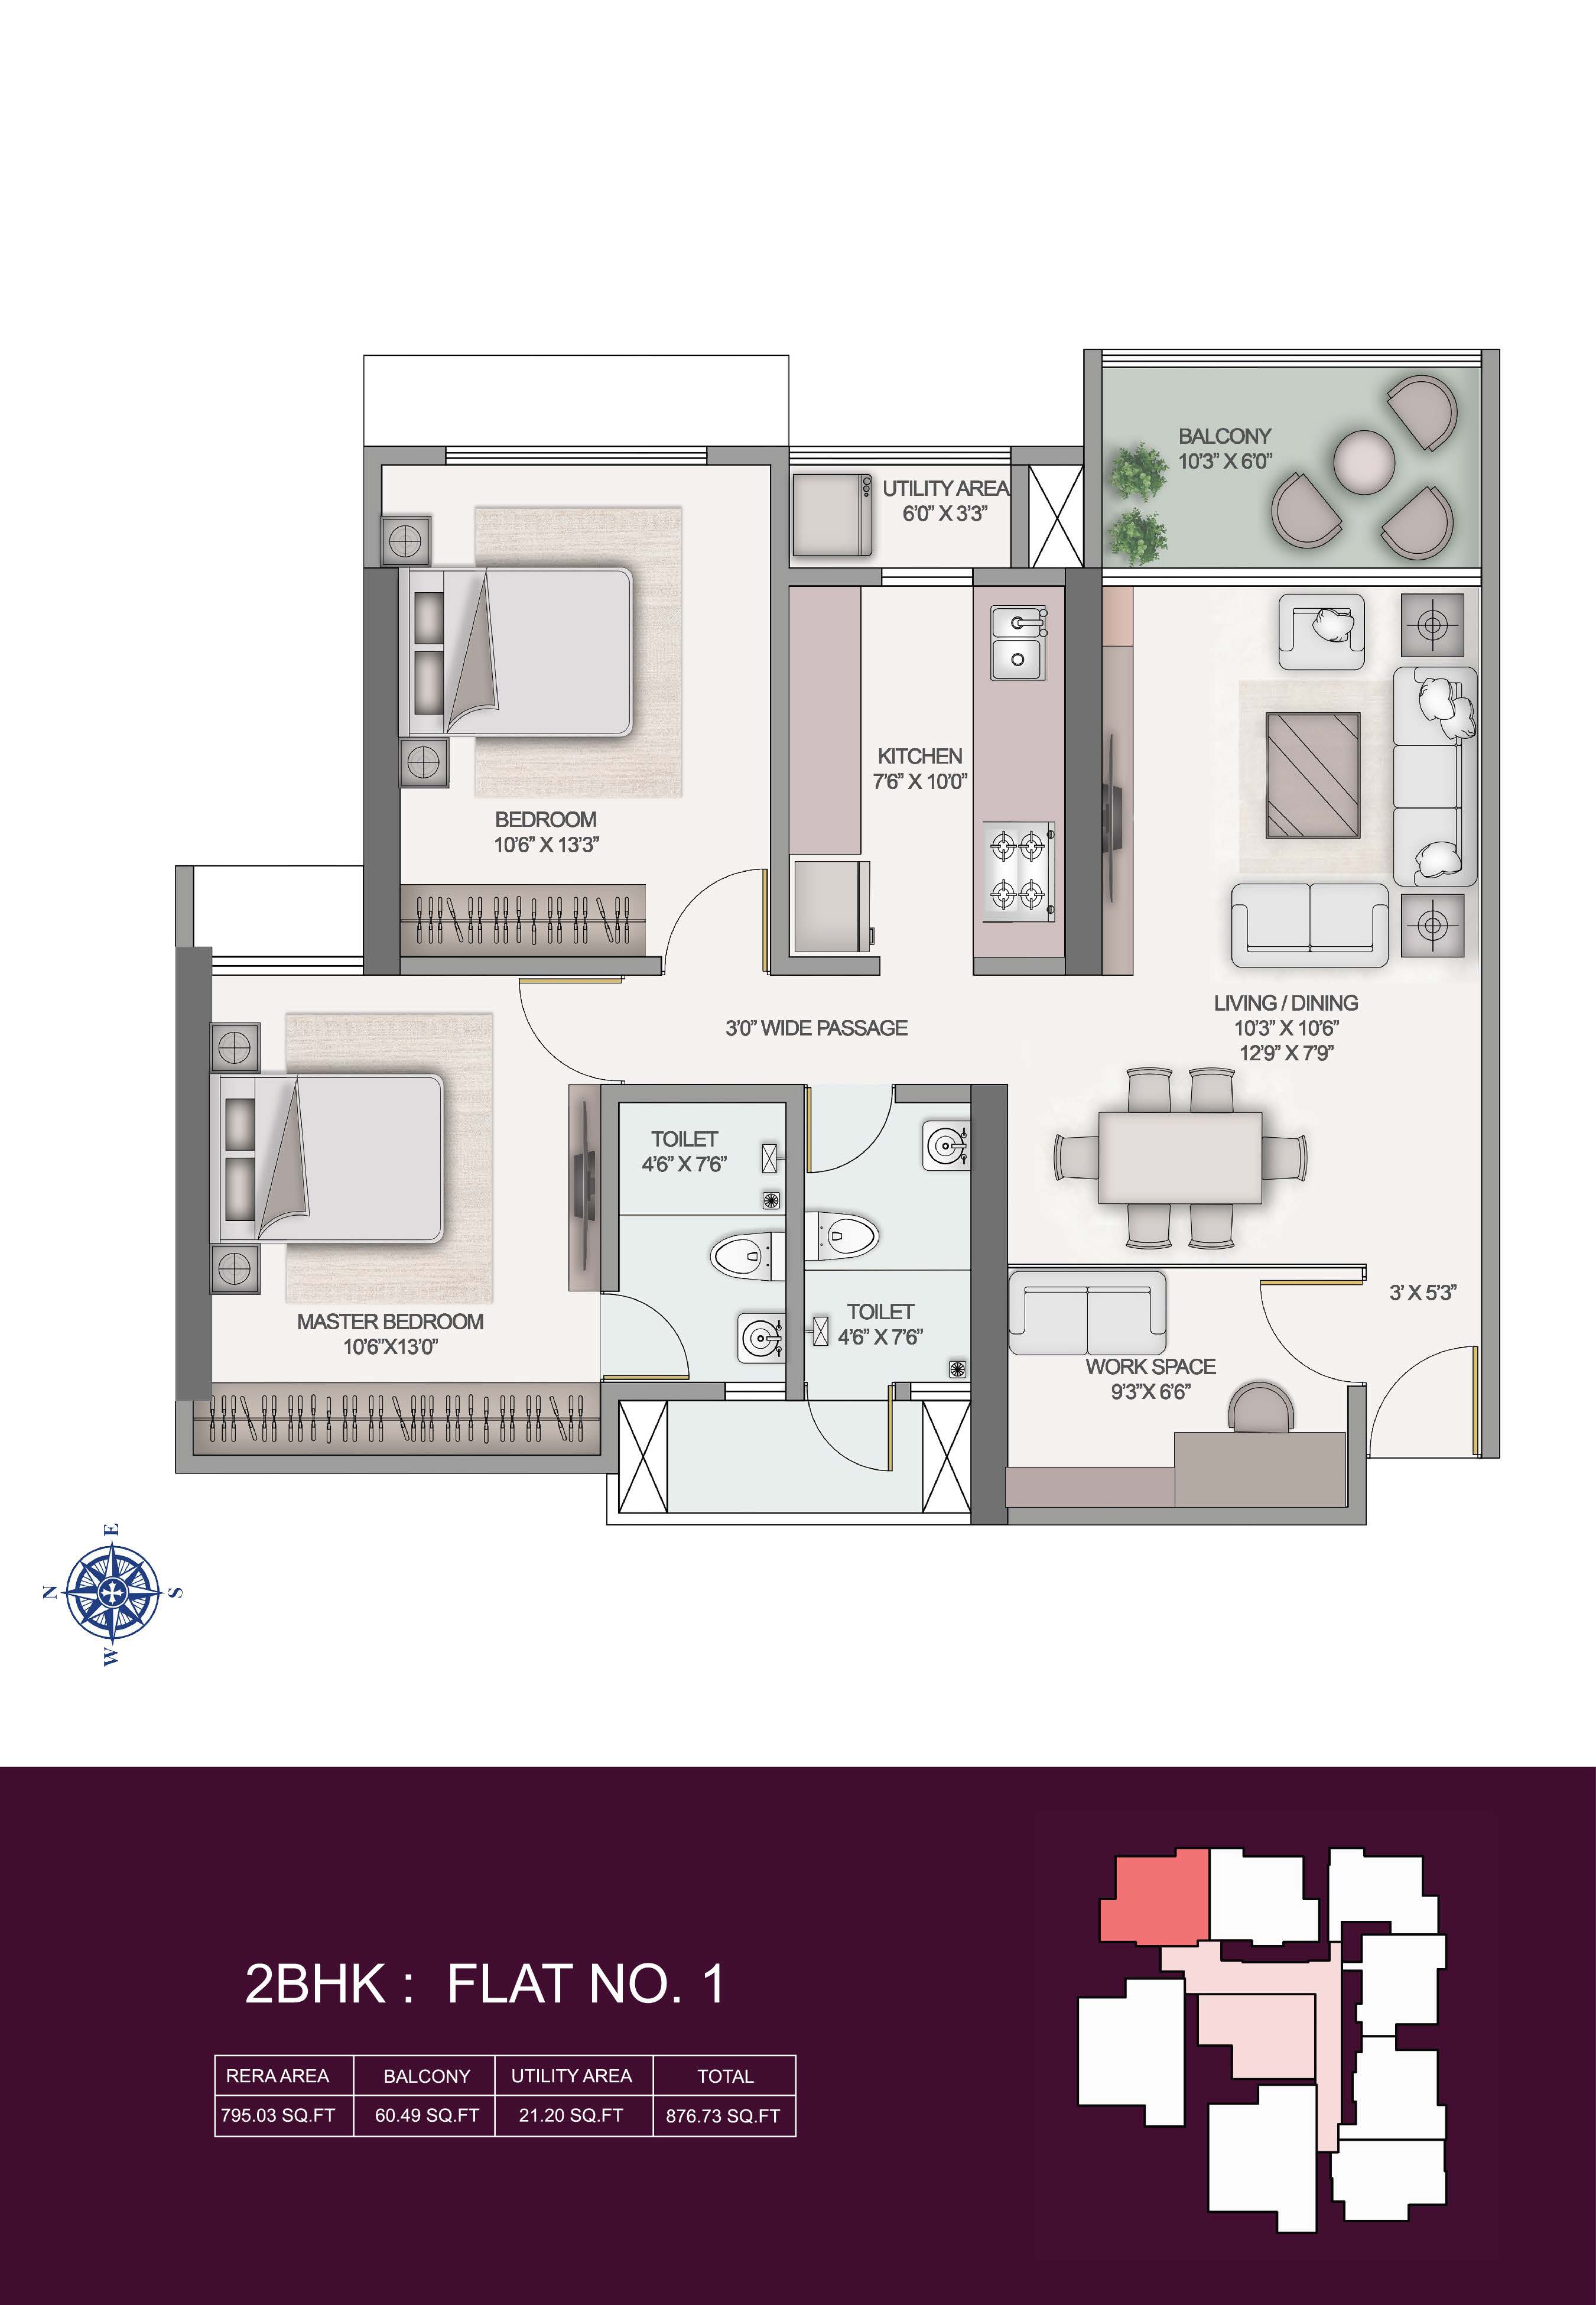 BALCONY
10'3” X 6'0”
UTILITY AREA
6'0” X 3'3”
KITCHEN
7'6” X 10'0”
BEDROOM
10'6” X 13'3”
LIVING / DINING
10'3” X 10'6”
12'9” X 7'9”
3'0” WIDE PASSAGE
TOILET
4'6” X 7'6”
TOILET
4'6” X 7'6”
3' X 5'3”
MASTER BEDROOM
10'6”X13'0”
WORK SPACE
9'3”X 6'6”
E
N
S
W
2BHK : FLAT NO. 1
RERA AREA BALCONY UTILITY AREA TOTAL
795.03 SQ.FT 60.49 SQ.FT 21.20 SQ.FT 876.73 SQ.FT